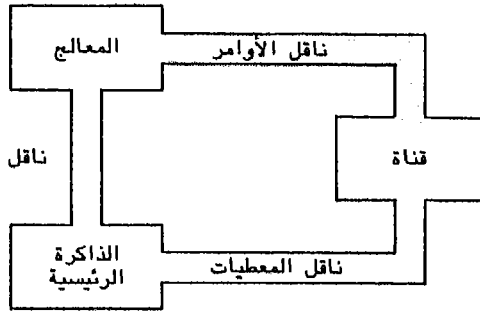 المعالج
ناقل الأوامر
ناقل
قناة
الذاكرة
الرئيسية
ناقل المعطيات